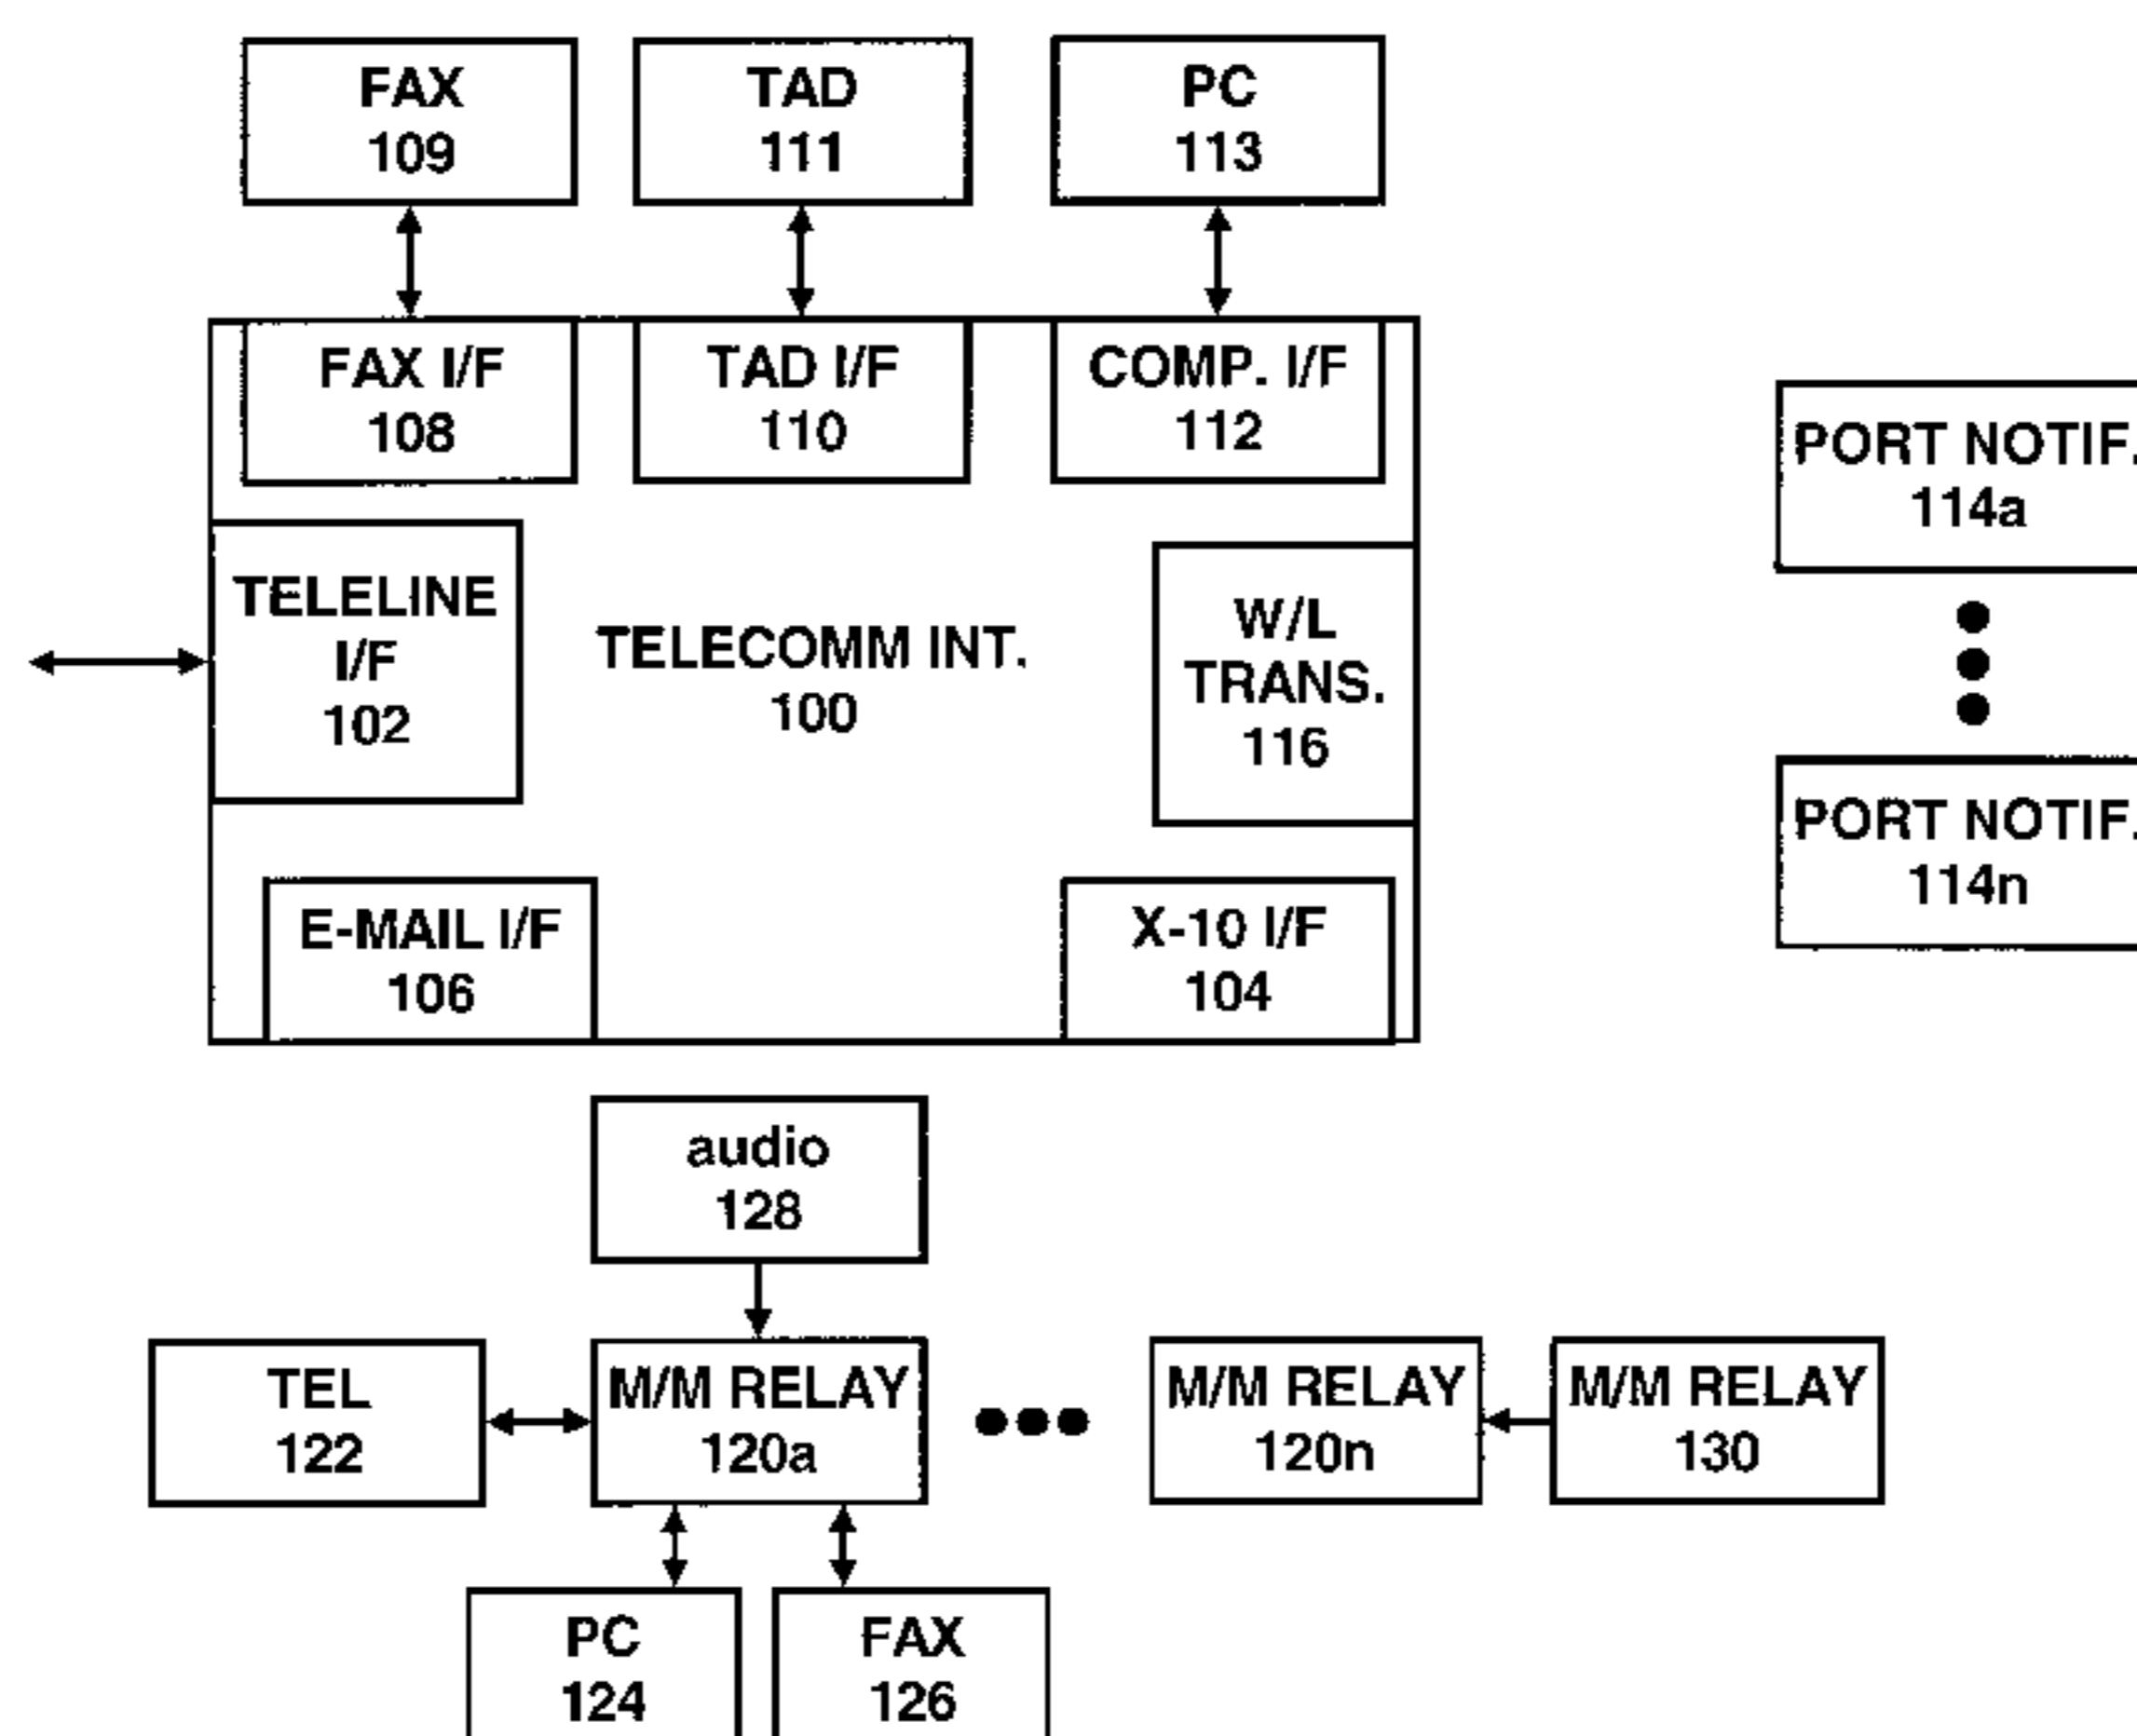 FAX
109
TAD
111
PC
113
FAX I/F
108
TAD I/F
110
COMP. I/F
112
PORT NOTIF.
114a
TELELINE
I/F
102
TELECOMM INT.
100
W/L
TRANS.
116
PORT NOTIF.
114n
E-MAIL I/F
106
X-10 I/F
104
audio
128
TEL
122
M/M RELAY
120a
M/M RELAY
120n
M/M RELAY
130
PC
124
FAX
126